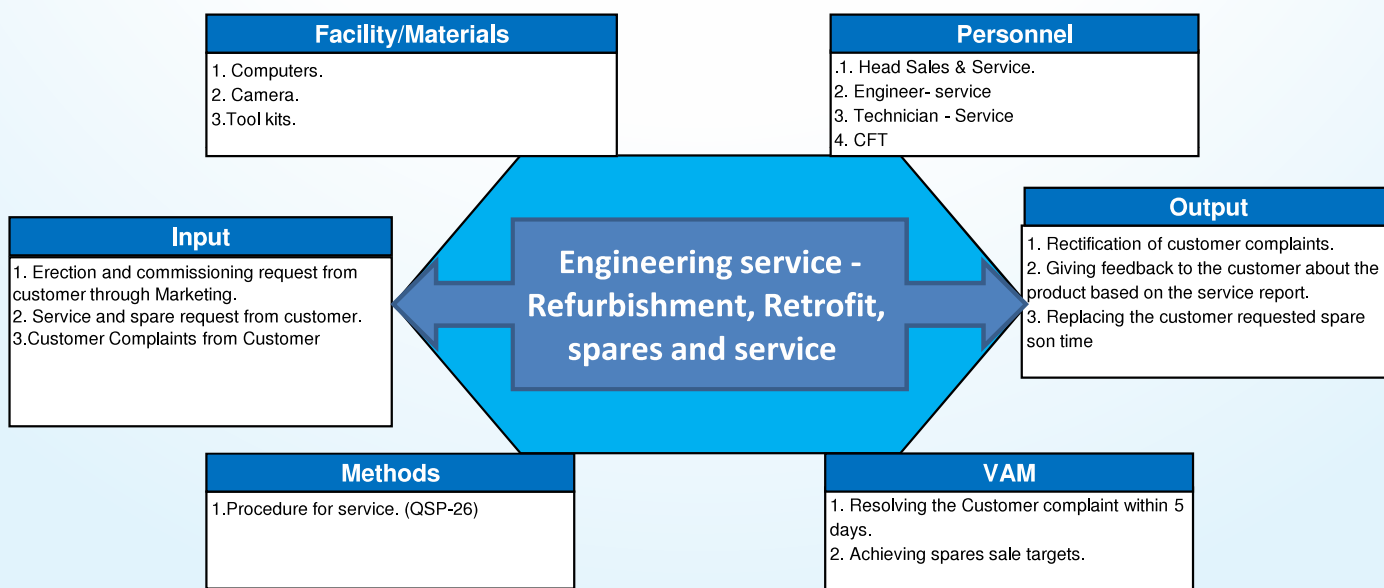 Facility/Materials
1. Computers.
2. Camera.
3.Tool kits.
Personnel
.1. Head Sales & Service.
2. Engineer- service
3. Technician - Service
4. CFT
Input
1. Erection and commissioning request from
customer through Marketing.
2. Service and spare request from customer.
3.Customer Complaints from Customer
Engineering service -
Refurbishment, Retrofit,
spares and service
Output
1. Rectification of customer complaints.
2. Giving feedback to the customer about the
product based on the service report.
3. Replacing the customer requested spare
son time
Methods
1.Procedure for service. (QSP-26)
VAM
1. Resolving the Customer complaint within 5
days.
2. Achieving spares sale targets.